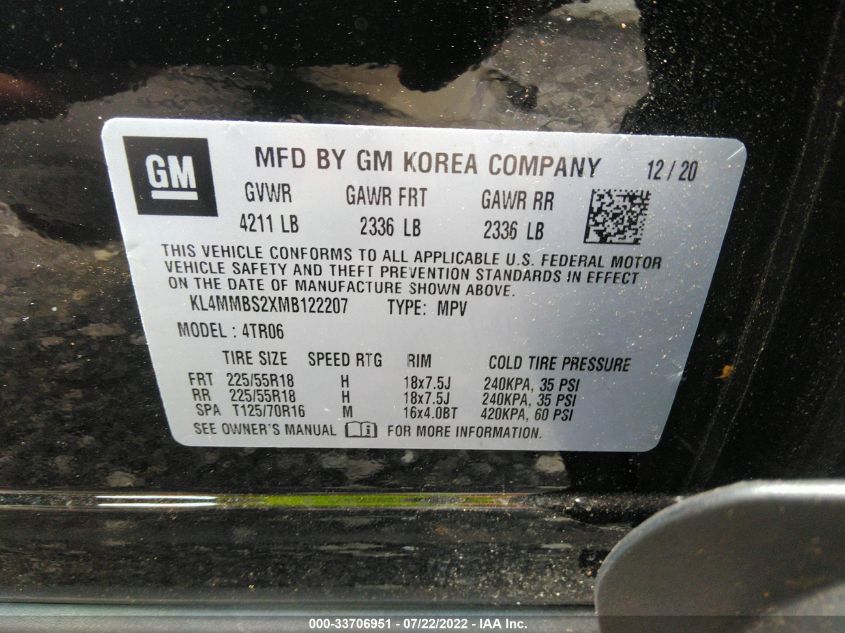 GM MFD BY GM KOREA COMPANY 12/20
GVWR GAWR FRT GAWR RR
4211 LB 2336 LB 2336 LB
THIS VEHICLE CONFORMS TO ALL APPLICABLE U.S. FEDERAL MOTOR
VEHICLE SAFETY AND THEFT PREVENTION STANDARDS IN EFFECT
ON THE DATE OF MANUFACTURE SHOWN ABOVE.
KL4MMBS2XMB122207 TYPE: MPV
MODEL : 4TR06
TIRE SIZE SPEED RTG RIM COLD TIRE PRESSURE
FRT 225/55R18 H 18x7.5J 240KPA, 35 PSI
RR 225/55R18 H 18x7.5J 240KPA, 35 PSI
SPA T125/70R16 M 16x4.0BT 420KPA, 60 PSI
SEE OWNER'S MANUAL i FOR MORE INFORMATION.
000-33706951 - 07/22/2022 - IAA Inc.